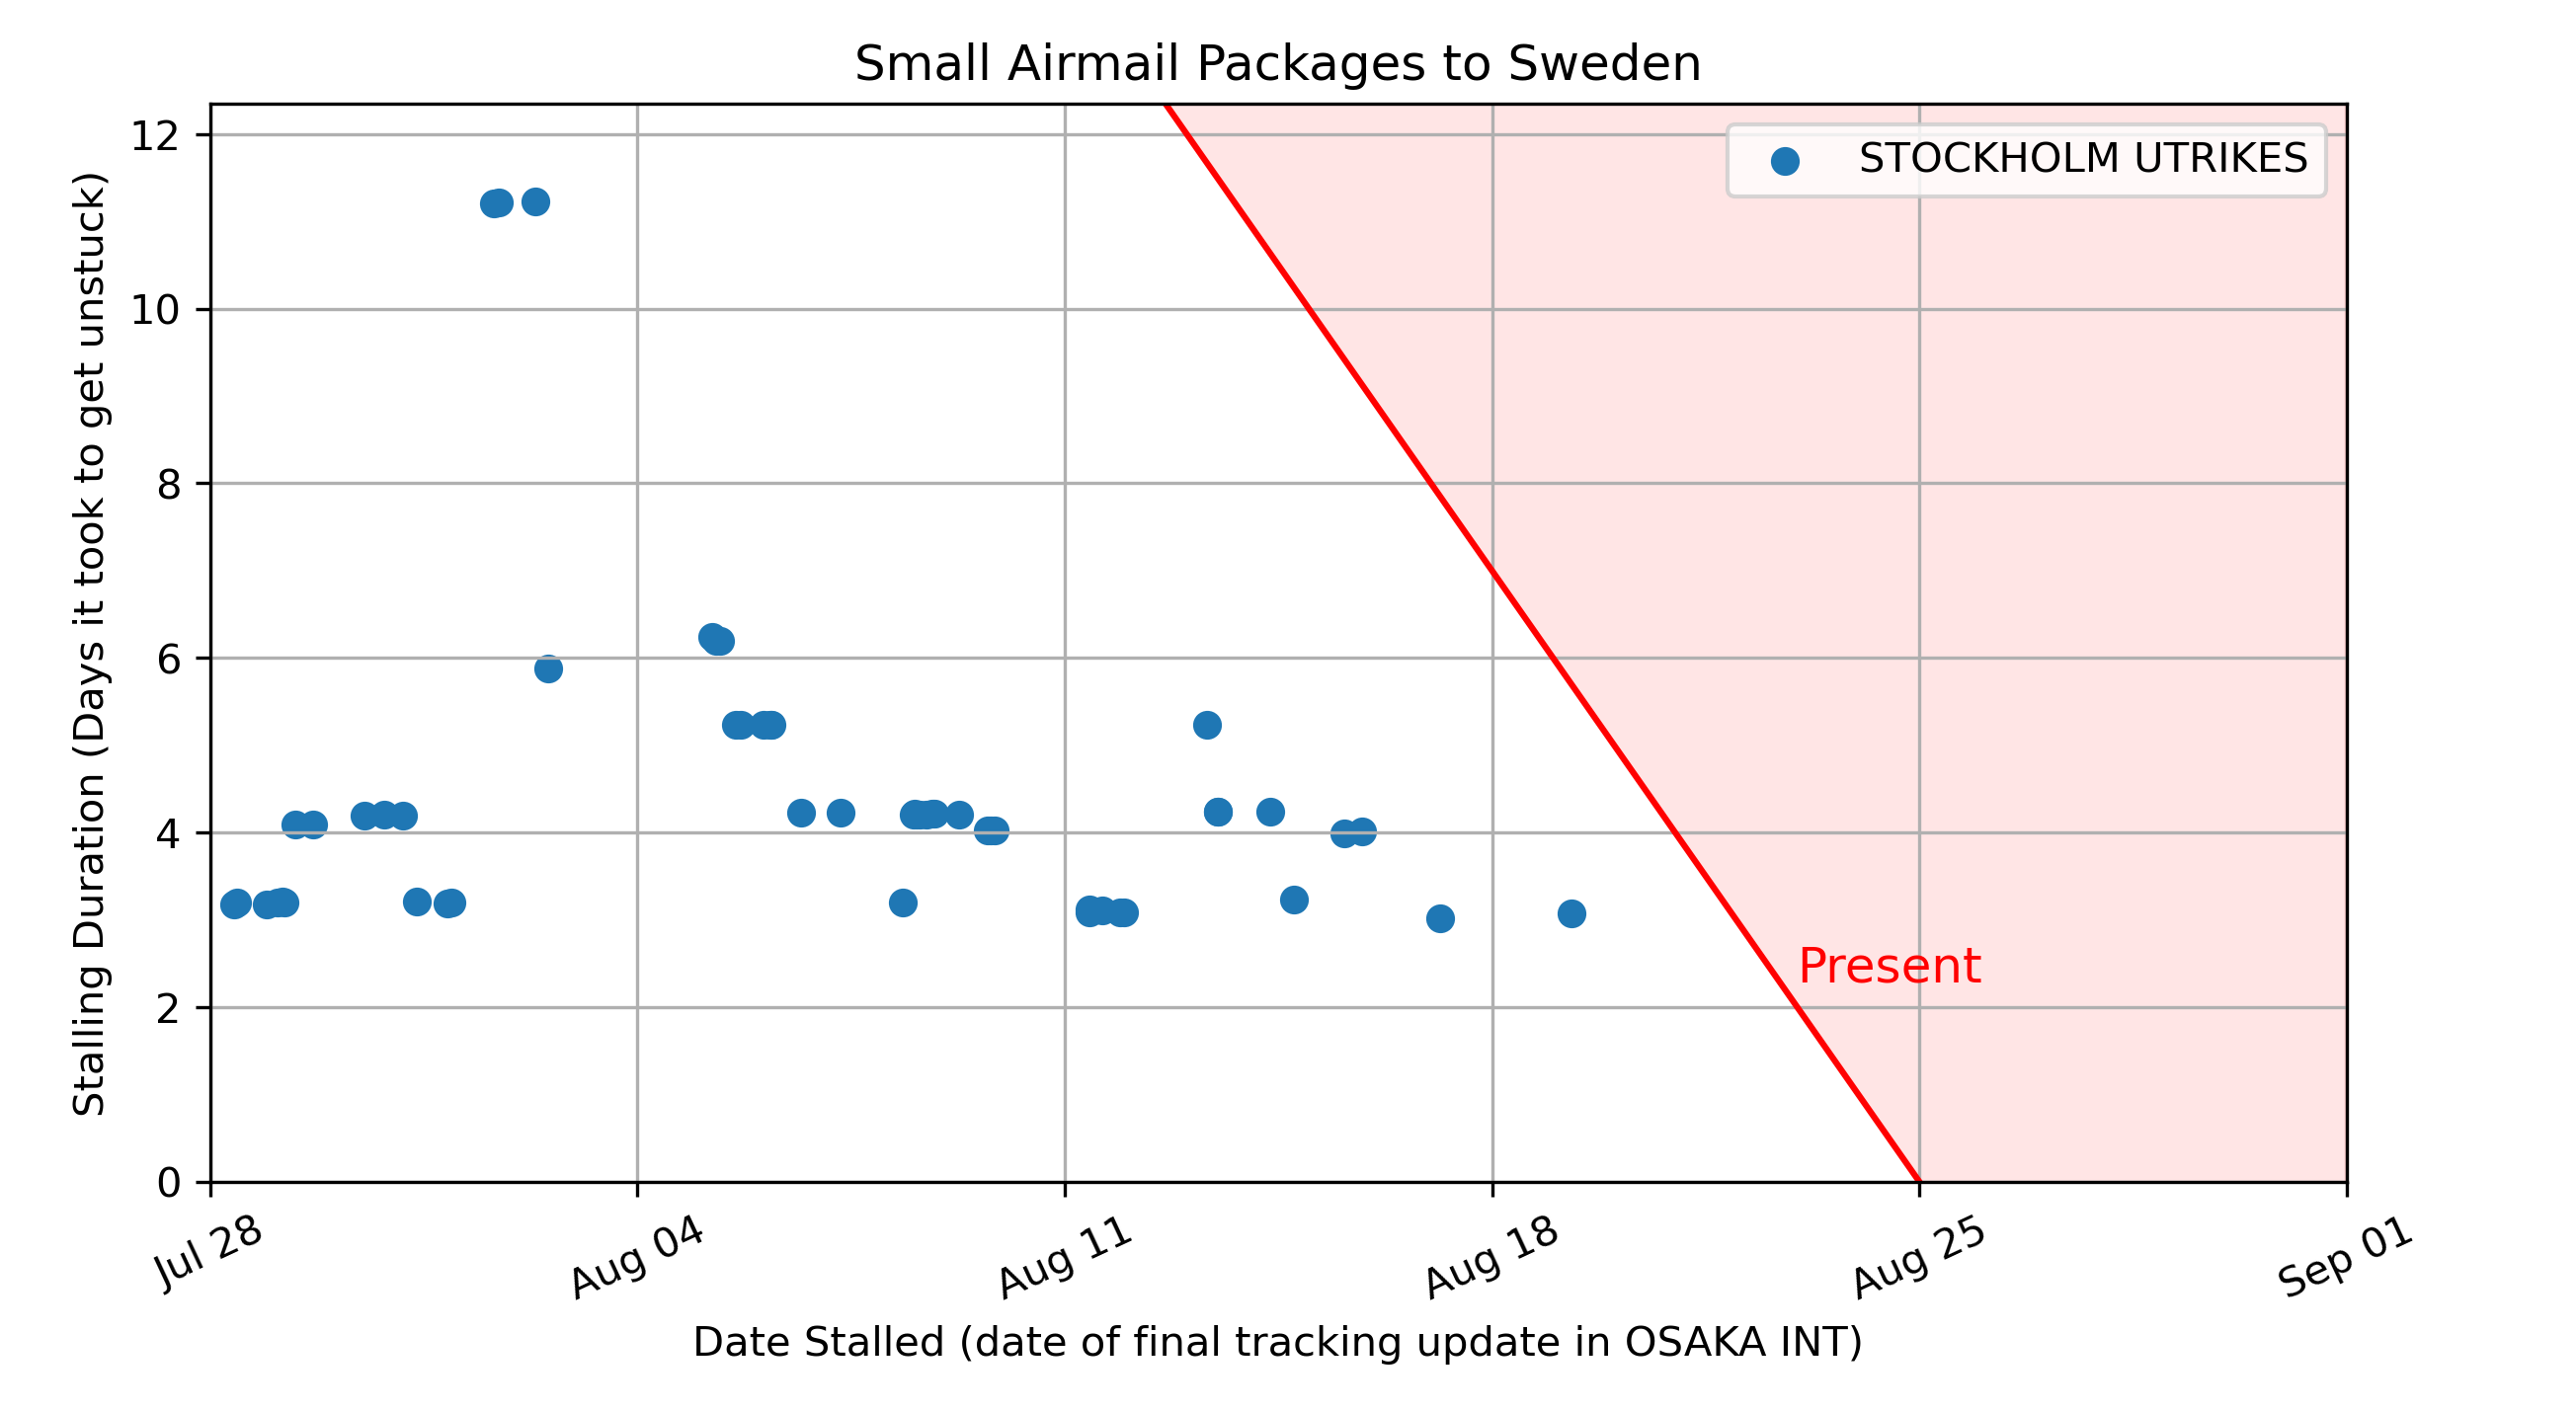 Small Airmail Packages to Sweden
STOCKHOLM UTRIKES
Stalling Duration (Days it took to get unstuck)
12
10
8
6
4
2
0
Present
Jul 28
Aug 04
Aug 11
Aug 18
Aug 25
Sep 01
Date Stalled (date of final tracking update in OSAKA INT)